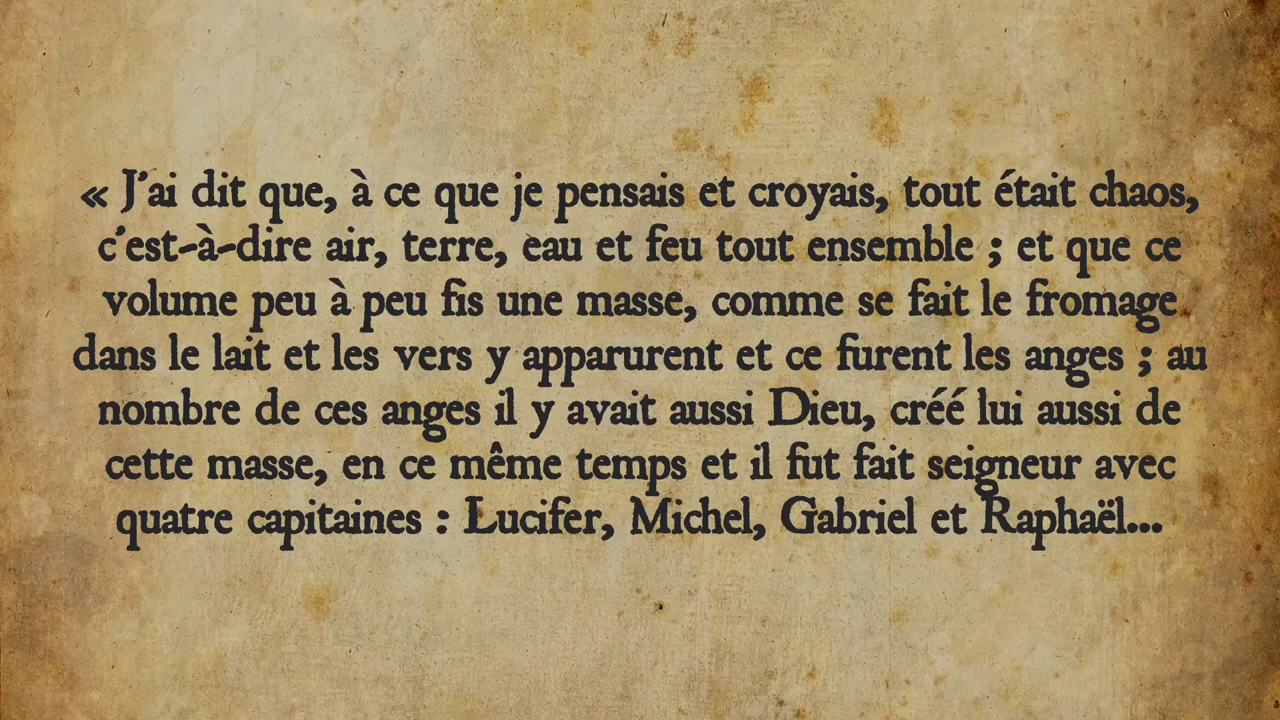 « J'ai dit que, à ce que je pensais et croyais, tout était chaos,
c'est-à-dire air, terre, eau et feu tout ensemble ; et que ce
volume peu à peu fis une masse, comme se fait le fromage
dans le lait et les vers y apparurent et ce furent les anges ; au
nombre de ces anges il y avait aussi Dieu, créé lui aussi de
cette masse, en ce même temps et il fut fait seigneur avec
quatre capitaines : Lucifer, Michel, Gabriel et Raphaël...